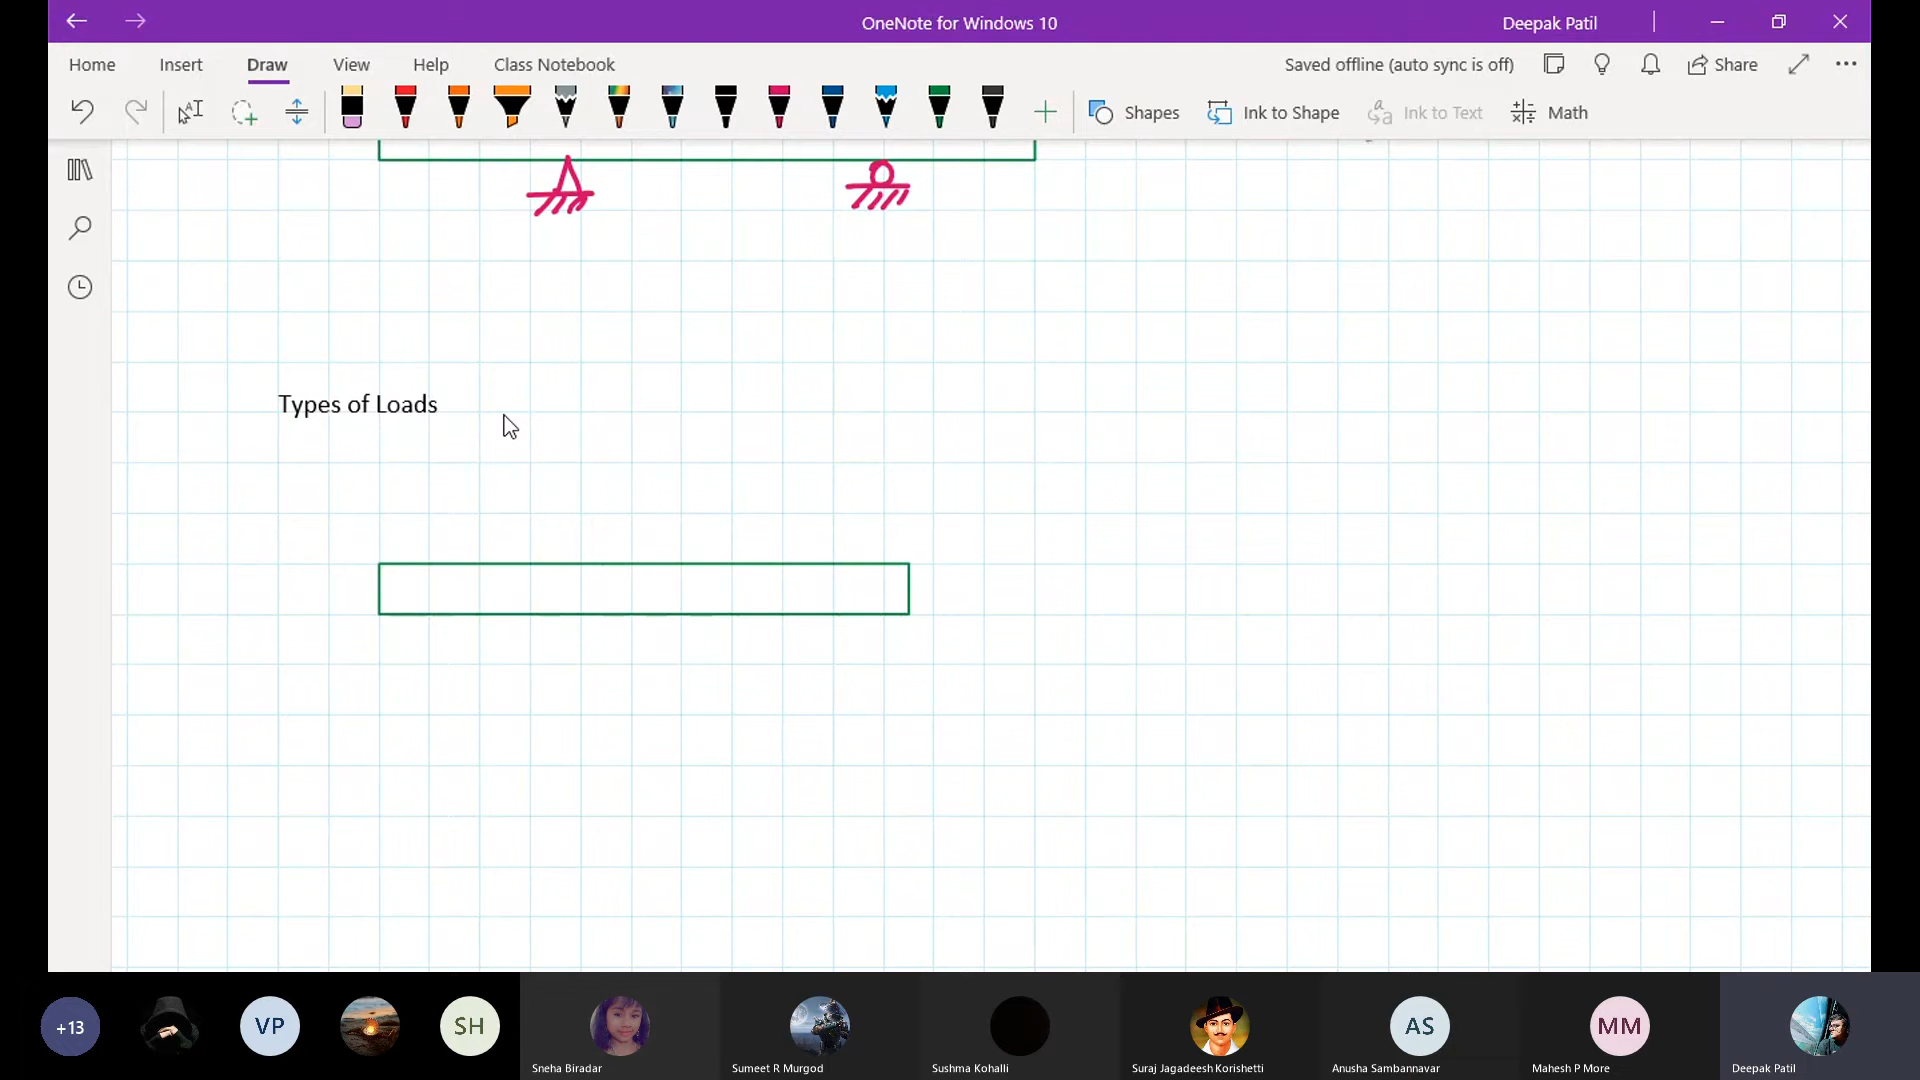 OneNote for Windows 10
Deepak Patil
Home Insert Draw View Help Class Notebook
Saved offline (auto sync is off)
Share
Shapes
Ink to Shape
Ink to Text
Math
Types of Loads
+13
VP
SH
AS
MM
Sneha Biradar
Sumeet R Murgod
Sushma Kohalli
Suraj Jagadeesh Korishetti
Anusha Sambannavar
Mahesh P More
Deepak Patil